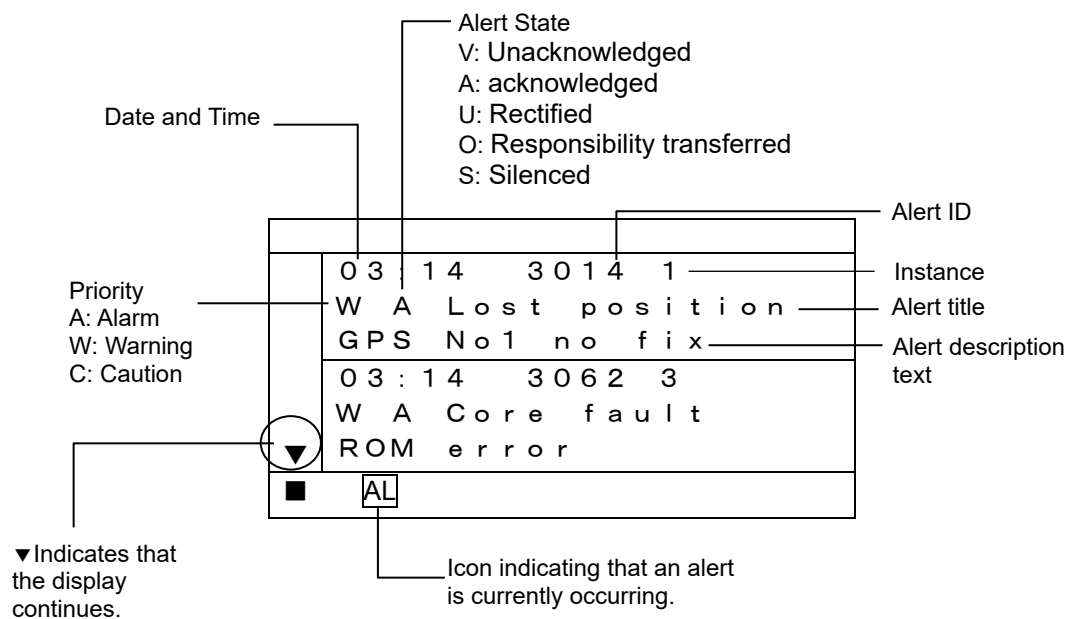 Alert State
V: Unacknowledged
A: acknowledged
U: Rectified
O: Responsibility transferred
S: Silenced
Date and Time
Alert ID
Instance
Alert title
Alert description
text
Priority
A: Alarm
W: Warning
C: Caution
03:14 3014 1
W A Lost position
GPS No1 no fix
03:14 3062 3
W A Core fault
ROM error
▼
■ AL
▼Indicates that
the display
continues.
Icon indicating that an alert
is currently occurring.